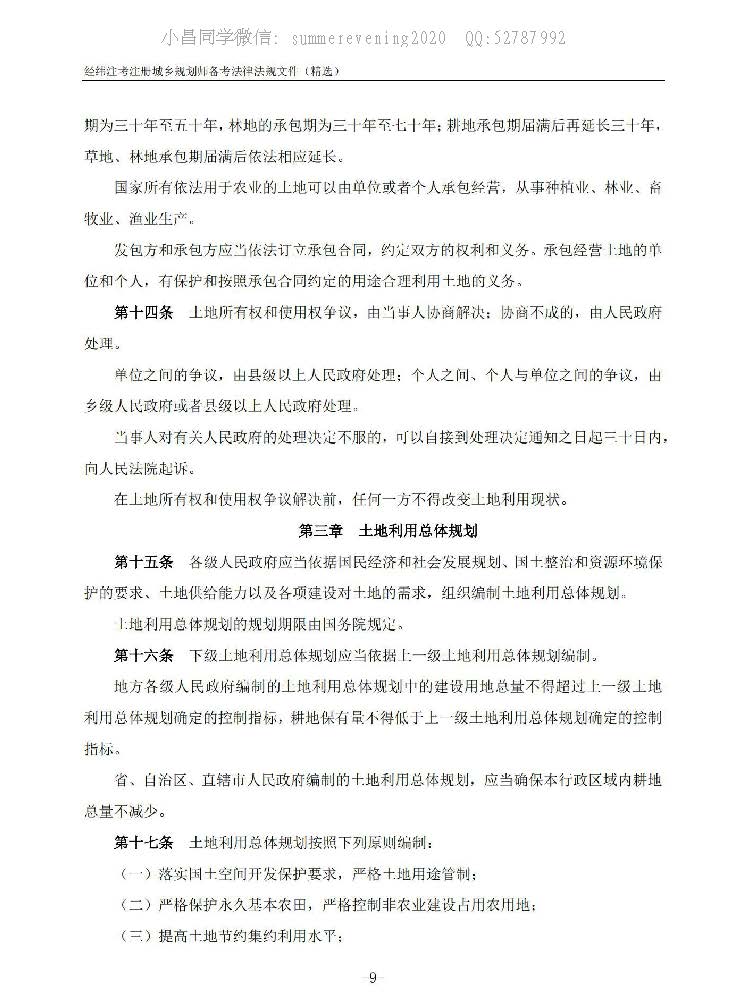 小昌同学微信: summerevening2020 QQ:52787992
经纬注考注册城乡规划师备考法律法规文件（精选）
期为三十年至五十年，林地的承包期为三十年至七十年；耕地承包期届满后再延长三十年，
草地、林地承包期届满后依法相应延长。
国家所有依法用于农业的土地可以由单位或者个人承包经营，从事种植业、林业、畜
牧业、渔业生产。
发包方和承包方应当依法订立承包合同，约定双方的权利和义务。承包经营土地的单
位和个人，有保护和按照承包合同约定的用途合理利用土地的义务。
第十四条 土地所有权和使用权争议，由当事人协商解决；协商不成的，由人民政府
处理。
单位之间的争议，由县级以上人民政府处理；个人之间、个人与单位之间的争议，由
乡级人民政府或者县级以上人民政府处理。
当事人对有关人民政府的处理决定不服的，可以自接到处理决定通知之日起三十日内，
向人民法院起诉。
在土地所有权和使用权争议解决前，任何一方不得改变土地利用现状。
第三章 土地利用总体规划
第十五条 各级人民政府应当依据国民经济和社会发展规划、国土整治和资源环境保
护的要求、土地供给能力以及各项建设对土地的需求，组织编制土地利用总体规划。
土地利用总体规划的规划期限由国务院规定。
第十六条 下级土地利用总体规划应当依据上一级土地利用总体规划编制。
地方各级人民政府编制的土地利用总体规划中的建设用地总量不得超过上一级土地
利用总体规划确定的控制指标，耕地保有量不得低于上一级土地利用总体规划确定的控制
指标。
省、自治区、直辖市人民政府编制的土地利用总体规划，应当确保本行政区域内耕地
总量不减少。
第十七条 土地利用总体规划按照下列原则编制：
（一）落实国土空间开发保护要求，严格土地用途管制；
（二）严格保护永久基本农田，严格控制非农业建设占用农用地；
（三）提高土地节约集约利用水平；
-9-